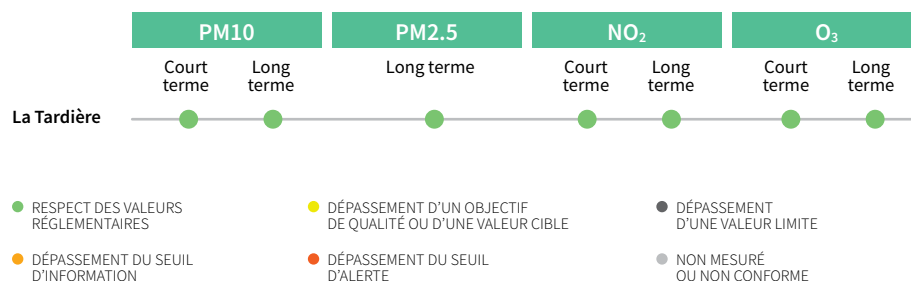 PM10 PM2.5 NO₂ O₃
Court terme Long terme Long terme Court terme Long terme Court terme Long terme
La Tardière
RESPECT DES VALEURS
RÉGLEMENTAIRES
DÉPASSEMENT D'UN OBJECTIF
DE QUALITÉ OU D'UNE VALEUR CIBLE
DÉPASSEMENT
D'UNE VALEUR LIMITE
DÉPASSEMENT DU SEUIL
D'INFORMATION
DÉPASSEMENT DU SEUIL
D'ALERTE
NON MESURÉ
OU NON CONFORME